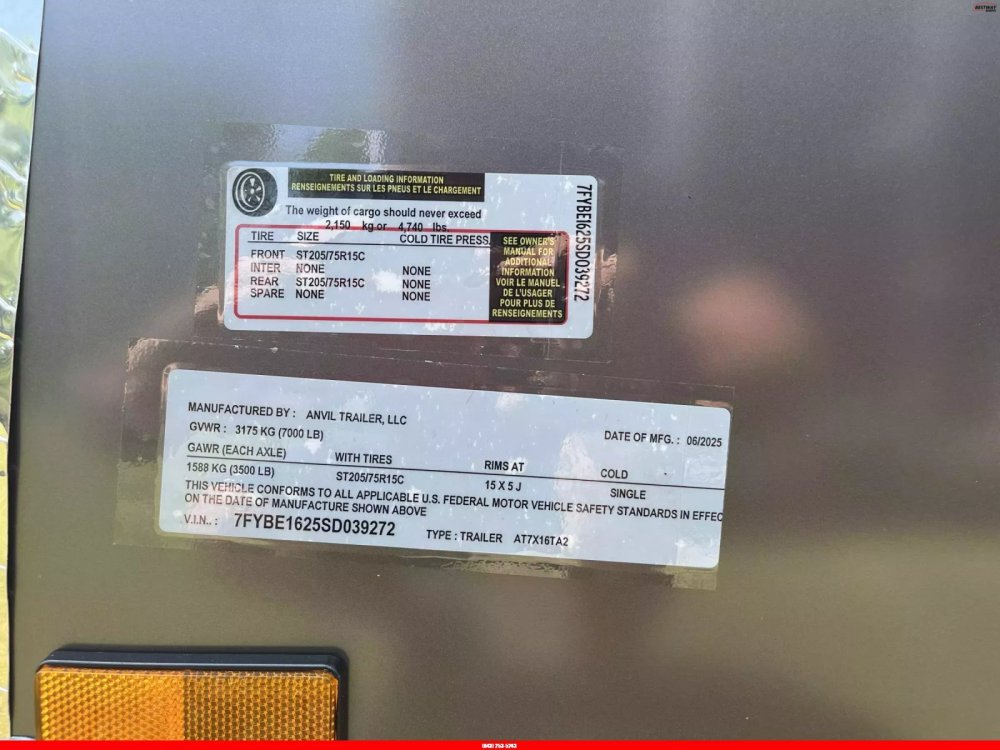 BESTWAY
TIRE AND LOADING INFORMATION
RENSEIGNEMENTS SUR LES PNEUS ET LE CHARGEMENT
The weight of cargo should never exceed
2,150 kg or 4,740 lbs.
TIRE SIZE COLD TIRE PRESS.
FRONT ST205/75R15C
INTER NONE NONE
REAR ST205/75R15C NONE
SPARE NONE NONE
SEE OWNER'S
MANUAL FOR
ADDITIONAL
INFORMATION
VOIR LE MANUEL
DE L'USAGER
POUR PLUS DE
RENSEIGNEMENTS
7FYBE1625SD039272
MANUFACTURED BY : ANVIL TRAILER, LLC
GVWR : 3175 KG (7000 LB) DATE OF MFG. : 06/2025
GAWR (EACH AXLE) WITH TIRES RIMS AT COLD
1588 KG (3500 LB) ST205/75R15C 15 X 5 J SINGLE
THIS VEHICLE CONFORMS TO ALL APPLICABLE U.S. FEDERAL MOTOR VEHICLE SAFETY STANDARDS IN EFFEC
ON THE DATE OF MANUFACTURE SHOWN ABOVE
V.I.N.. : 7FYBE1625SD039272 TYPE : TRAILER AT7X16TA2